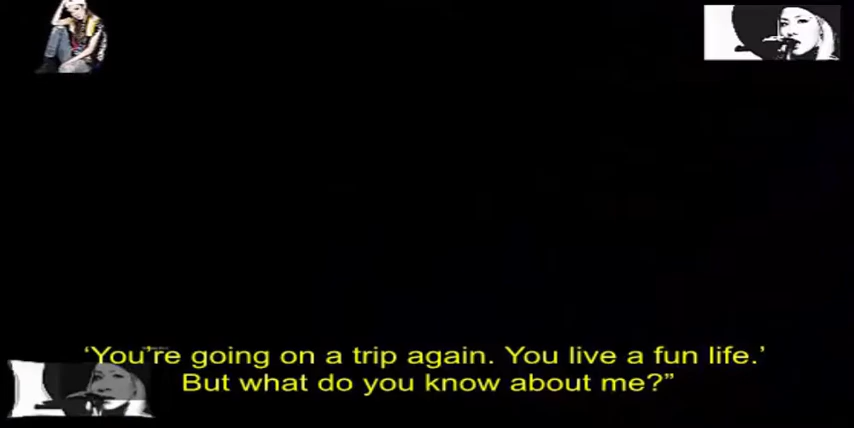 ‘You’re going on a trip again. You live a fun life.’
But what do you know about me?”